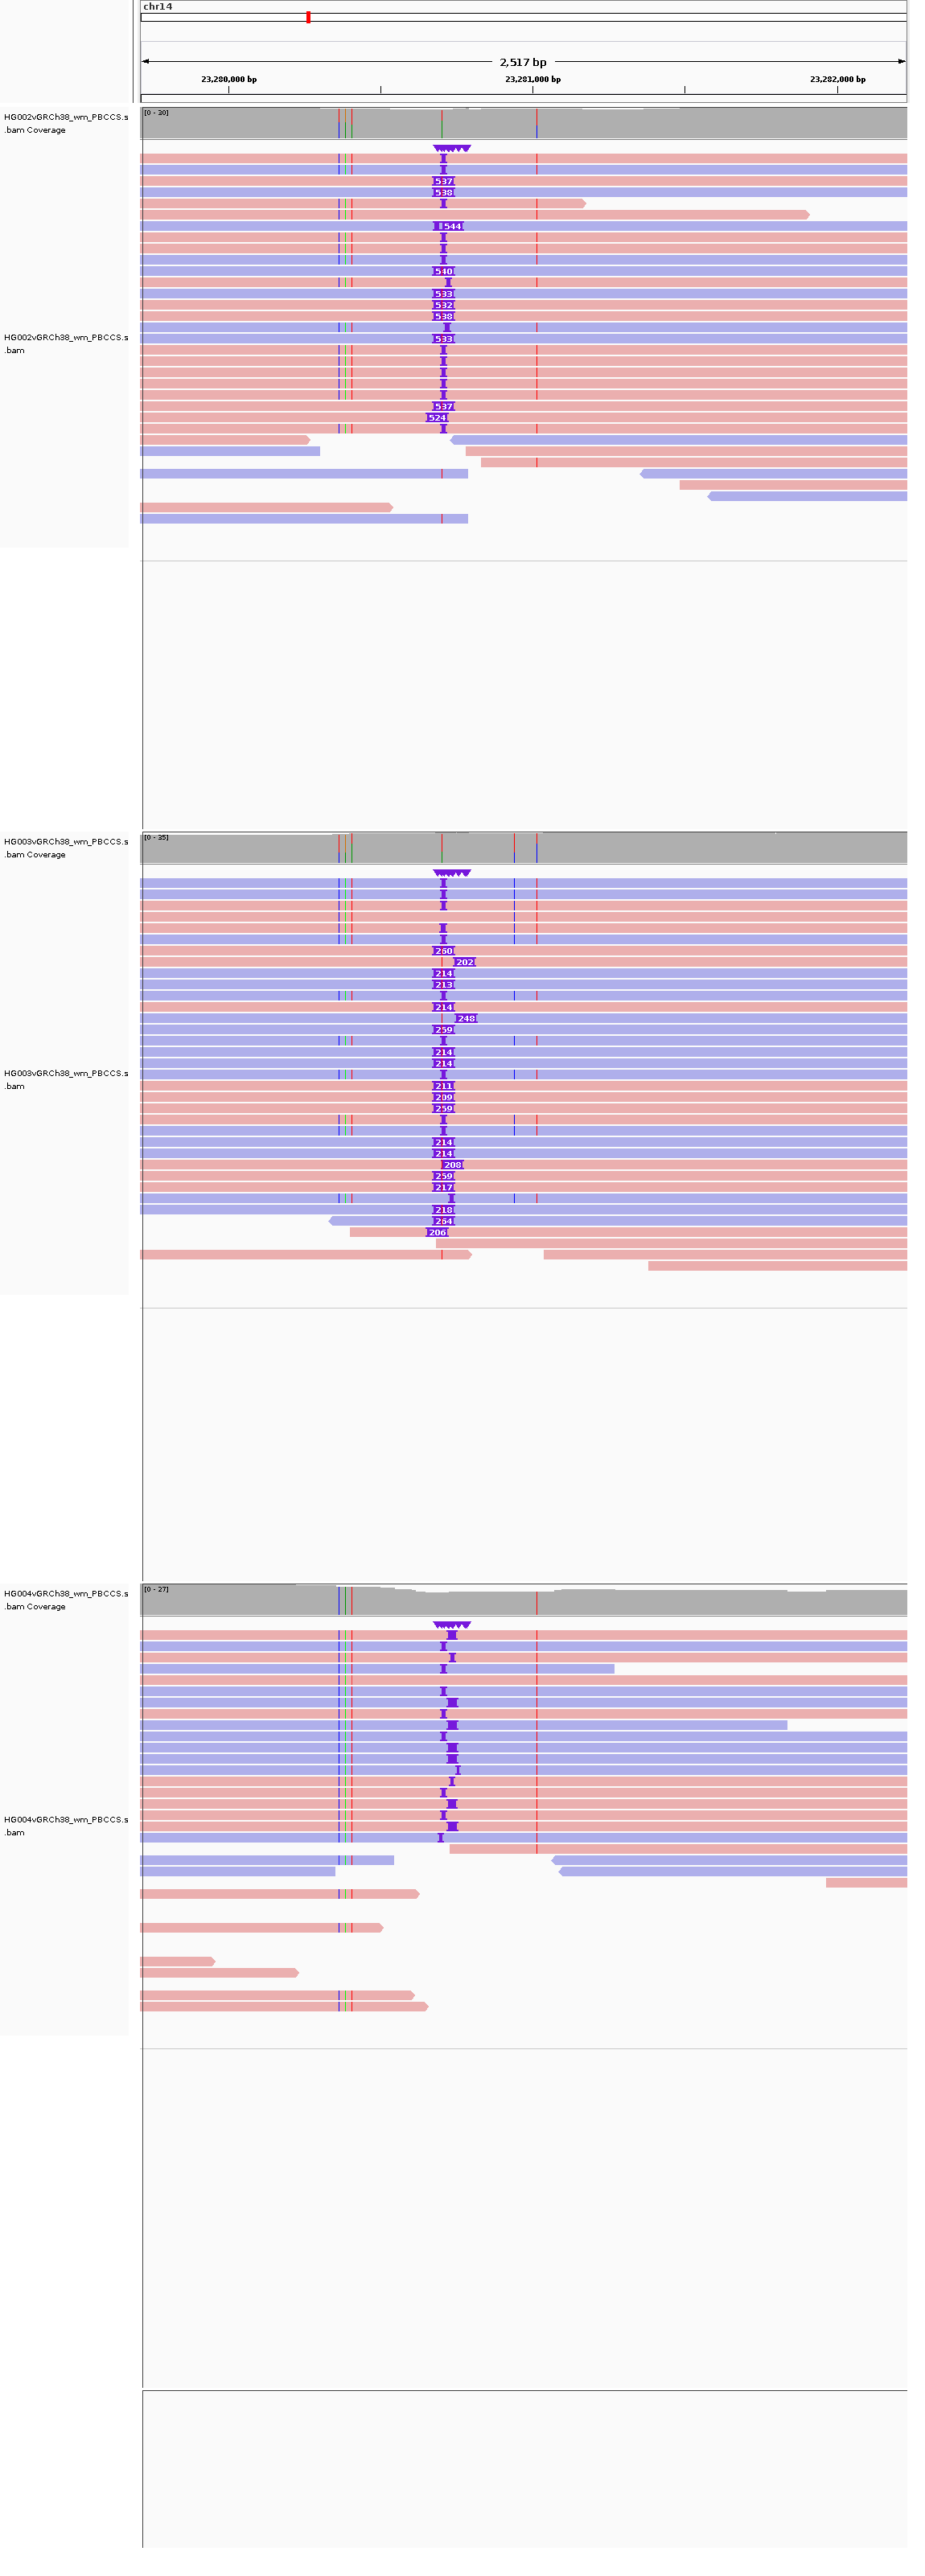 chr14
2,517 bp
23,280,000 bp 23,281,000 bp 23,282,000 bp
HG002vGRCh38_wm_PBCCS.s
.bam Coverage
[0 - 30]
537
538
544
540
533
532
538
HG002vGRCh38_wm_PBCCS.s
.bam
533
537
524
HG003vGRCh38_wm_PBCCS.s
.bam Coverage
[0 - 35]
260
202
214
213
214
248
259
214
214
HG003vGRCh38_wm_PBCCS.s
.bam
211
209
259
214
214
208
259
217
218
264
206
HG004vGRCh38_wm_PBCCS.s
.bam Coverage
[0 - 27]
HG004vGRCh38_wm_PBCCS.s
.bam